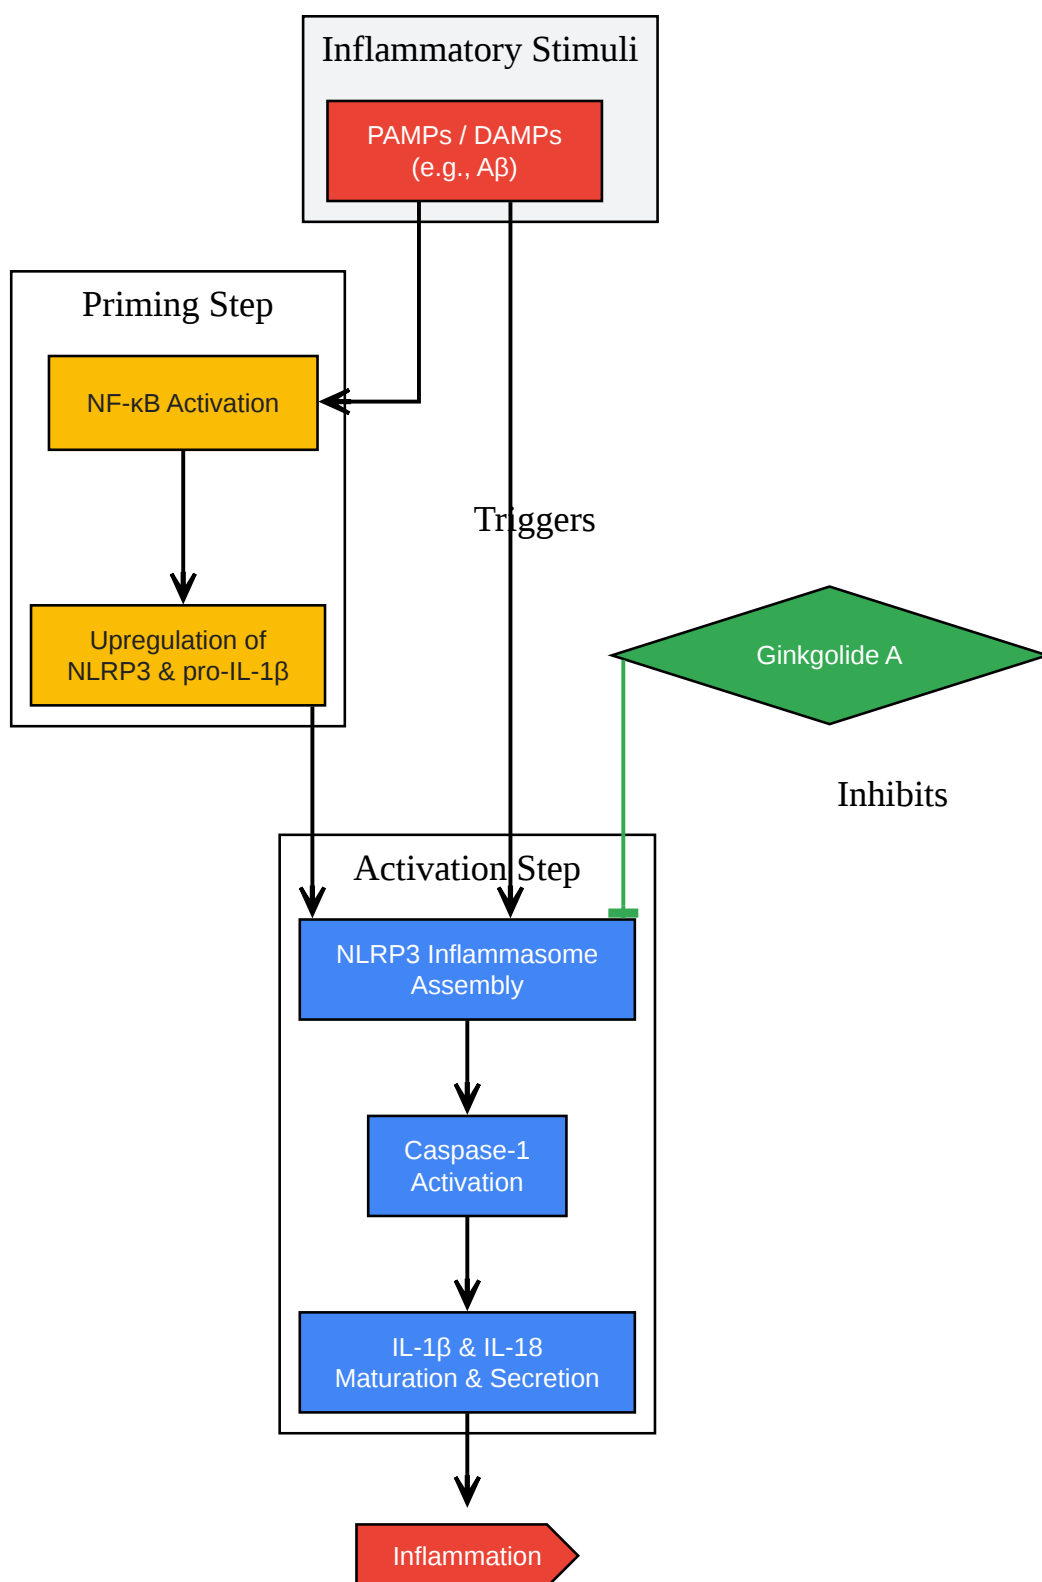 Inflammatory Stimuli
PAMPs / DAMPs
(e.g., Aβ)
Priming Step
NF-κB Activation
Triggers
Upregulation of
NLRP3 & pro-IL-1β
Ginkgolide A
Inhibits
Activation Step
NLRP3 Inflammasome
Assembly
Caspase-1
Activation
IL-1β & IL-18
Maturation & Secretion
Inflammation